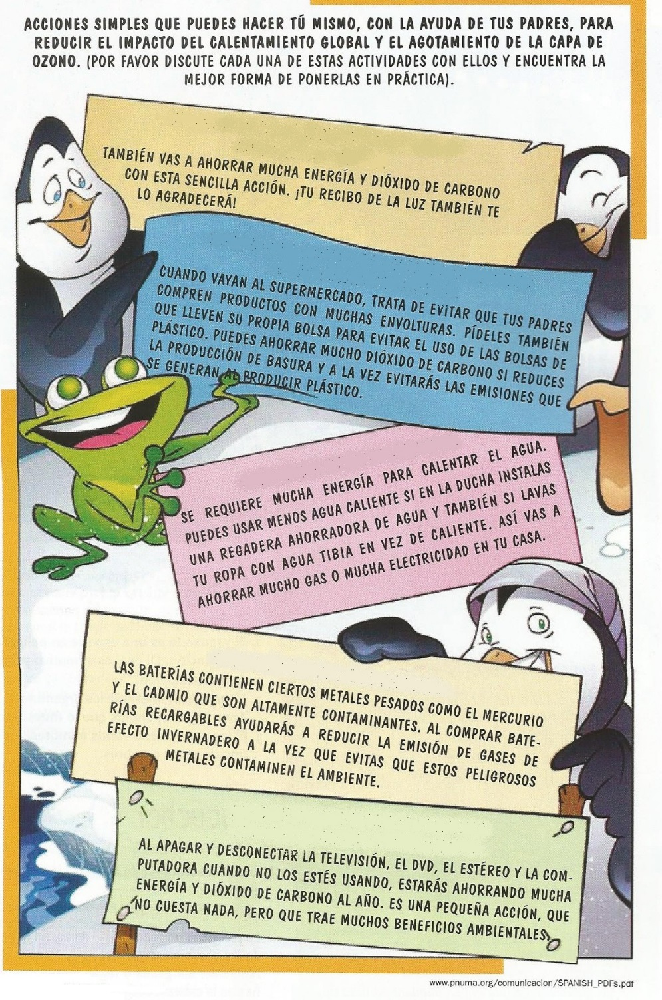 ACCIONES SIMPLES QUE PUEDES HACER TÚ MISMO, CON LA AYUDA DE TUS PADRES, PARA
REDUCIR EL IMPACTO DEL CALENTAMIENTO GLOBAL Y EL AGOTAMIENTO DE LA CAPA DE
OZONO. (POR FAVOR DISCUTE CADA UNA DE ESTAS ACTIVIDADES CON ELLOS Y ENCUENTRA LA
MEJOR FORMA DE PONERLAS EN PRÁCTICA).
TAMBIÉN VAS A AHORRAR MUCHA ENERGÍA Y DIÓXIDO DE CARBONO
CON ESTA SENCILLA ACCIÓN. ¡TU RECIBO DE LA LUZ TAMBIÉN TE
LO AGRADECERÁ!
CUANDO VAYAN AL SUPERMERCADO, TRATA DE EVITAR QUE TUS PADRES
COMPREN PRODUCTOS CON MUCHAS ENVOLTURAS. PÍDELES TAMBIÉN
QUE LLEVEN SU PROPIA BOLSA PARA EVITAR EL USO DE LAS BOLSAS DE
PLÁSTICO. PUEDES AHORRAR MUCHO DIÓXIDO DE CARBONO SI REDUCES
LA PRODUCCIÓN DE BASURA Y A LA VEZ EVITARÁS LAS EMISIONES QUE
SE GENERAN AL PRODUCIR PLÁSTICO.
SE REQUIERE MUCHA ENERGÍA PARA CALENTAR EL AGUA.
PUEDES USAR MENOS AGUA CALIENTE SI EN LA DUCHA INSTALAS
UNA REGADERA AHORRADORA DE AGUA Y TAMBIÉN SI LAVAS
TU ROPA CON AGUA TIBIA EN VEZ DE CALIENTE. ASÍ VAS A
AHORRAR MUCHO GAS O MUCHA ELECTRICIDAD EN TU CASA.
LAS BATERÍAS CONTIENEN CIERTOS METALES PESADOS COMO EL MERCURIO
Y EL CADMIO QUE SON ALTAMENTE CONTAMINANTES. AL COMPRAR BATE-
RÍAS RECARGABLES AYUDARÁS A REDUCIR LA EMISIÓN DE GASES DE
EFECTO INVERNADERO A LA VEZ QUE EVITAS QUE ESTOS PELIGROSOS
METALES CONTAMINEN EL AMBIENTE.
AL APAGAR Y DESCONECTAR LA TELEVISIÓN, EL DVD, EL ESTÉREO Y LA COM-
PUTADORA CUANDO NO LOS ESTÉS USANDO, ESTARÁS AHORRANDO MUCHA
ENERGÍA Y DIÓXIDO DE CARBONO AL AÑO. ES UNA PEQUEÑA ACCIÓN, QUE
NO CUESTA NADA, PERO QUE TRAE MUCHOS BENEFICIOS AMBIENTALES.
www.pnuma.org/comunicacion/SPANISH_PDFs.pdf